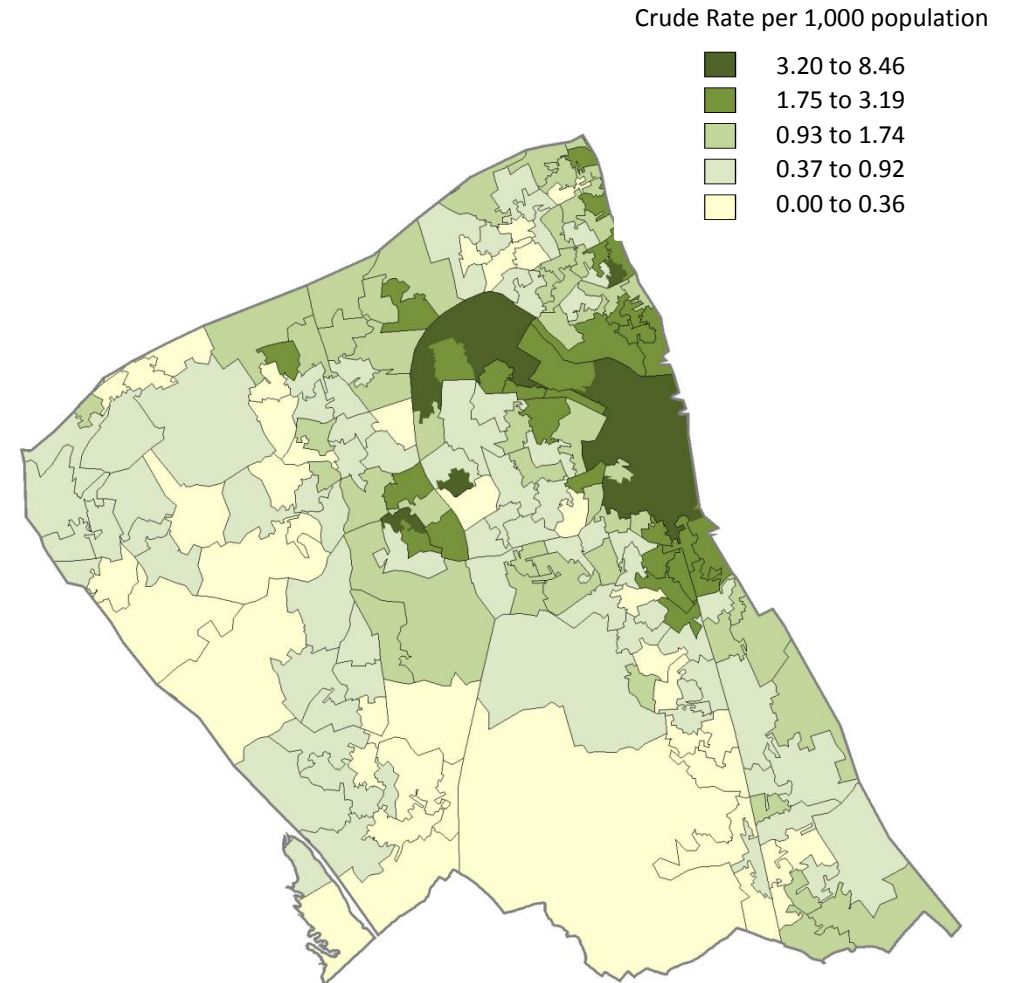 Crude Rate per 1,000 population
3.20 to 8.46
1.75 to 3.19
0.93 to 1.74
0.37 to 0.92
0.00 to 0.36